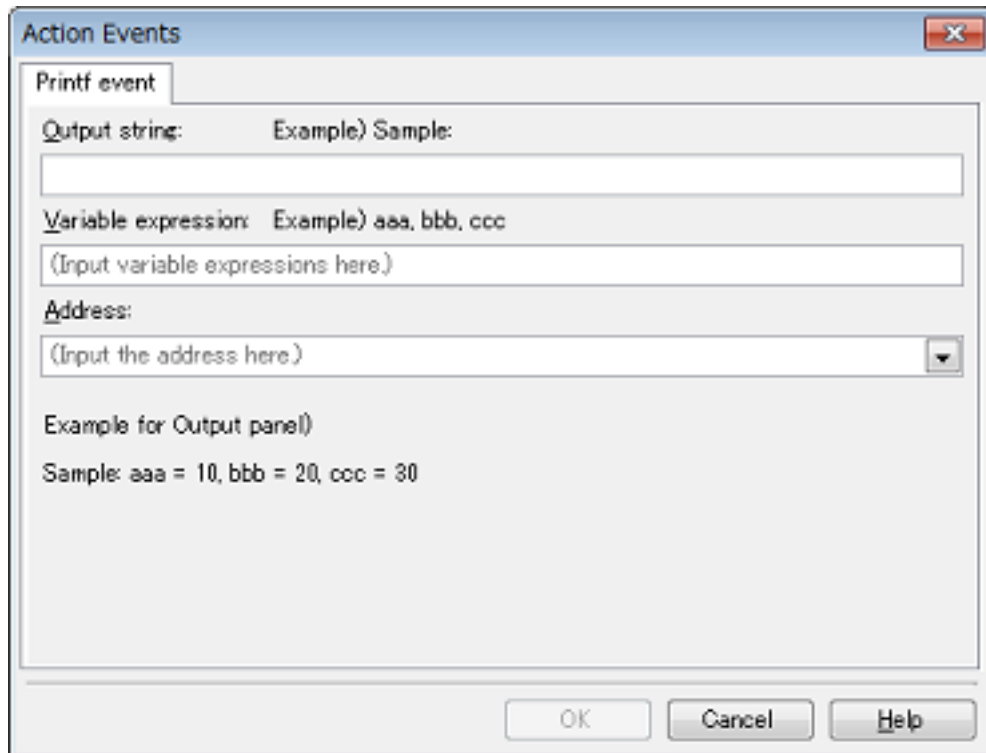 Action Events
Printf event
Output string: Example) Sample:
Variable expression: Example) aaa, bbb, ccc
(Input variable expressions here.)
Address:
(Input the address here.)
Example for Output panel)
Sample: aaa = 10, bbb = 20, ccc = 30
OK Cancel Help